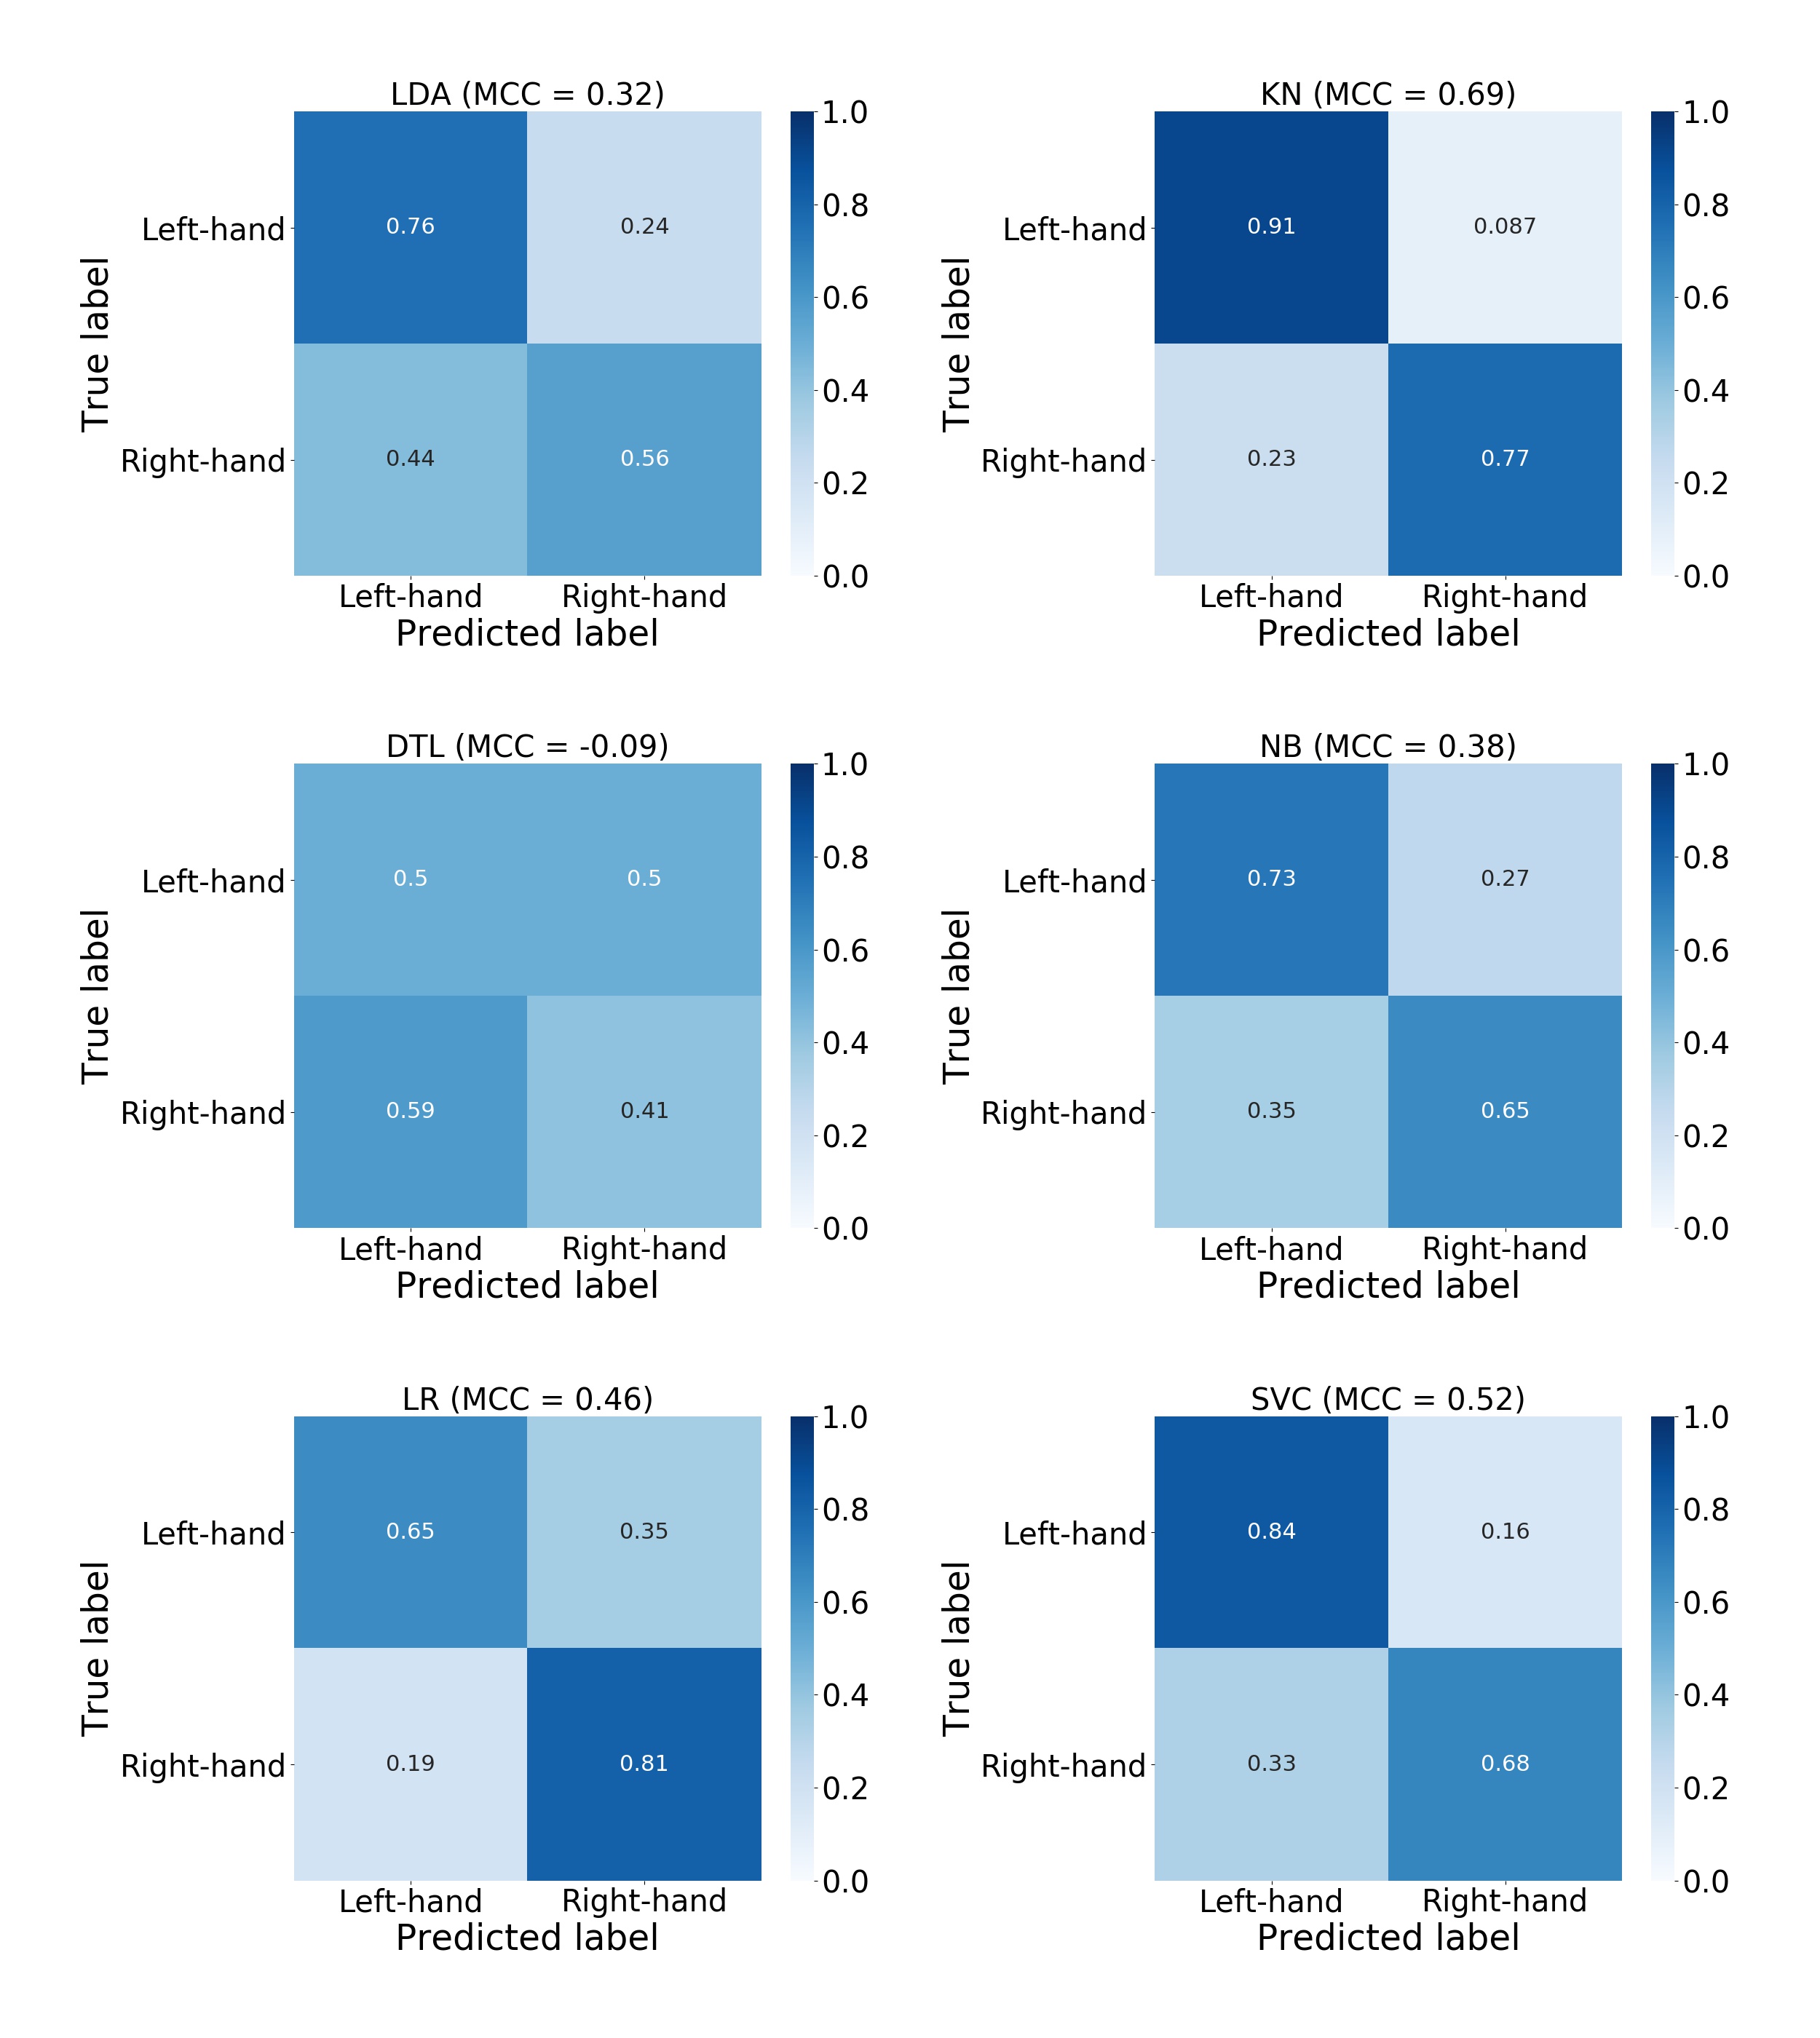 LDA (MCC = 0.32)
1.0
0.8
0.6
0.4
0.2
0.0
True label
Left-hand
0.76
0.24
Right-hand
0.44
0.56
Left-hand
Right-hand
Predicted label
KN (MCC = 0.69)
1.0
0.8
0.6
0.4
0.2
0.0
True label
Left-hand
0.91
0.087
Right-hand
0.23
0.77
Left-hand
Right-hand
Predicted label
DTL (MCC = -0.09)
1.0
0.8
0.6
0.4
0.2
0.0
True label
Left-hand
0.5
0.5
Right-hand
0.59
0.41
Left-hand
Right-hand
Predicted label
NB (MCC = 0.38)
1.0
0.8
0.6
0.4
0.2
0.0
True label
Left-hand
0.73
0.27
Right-hand
0.35
0.65
Left-hand
Right-hand
Predicted label
LR (MCC = 0.46)
1.0
0.8
0.6
0.4
0.2
0.0
True label
Left-hand
0.65
0.35
Right-hand
0.19
0.81
Left-hand
Right-hand
Predicted label
SVC (MCC = 0.52)
1.0
0.8
0.6
0.4
0.2
0.0
True label
Left-hand
0.84
0.16
Right-hand
0.33
0.68
Left-hand
Right-hand
Predicted label